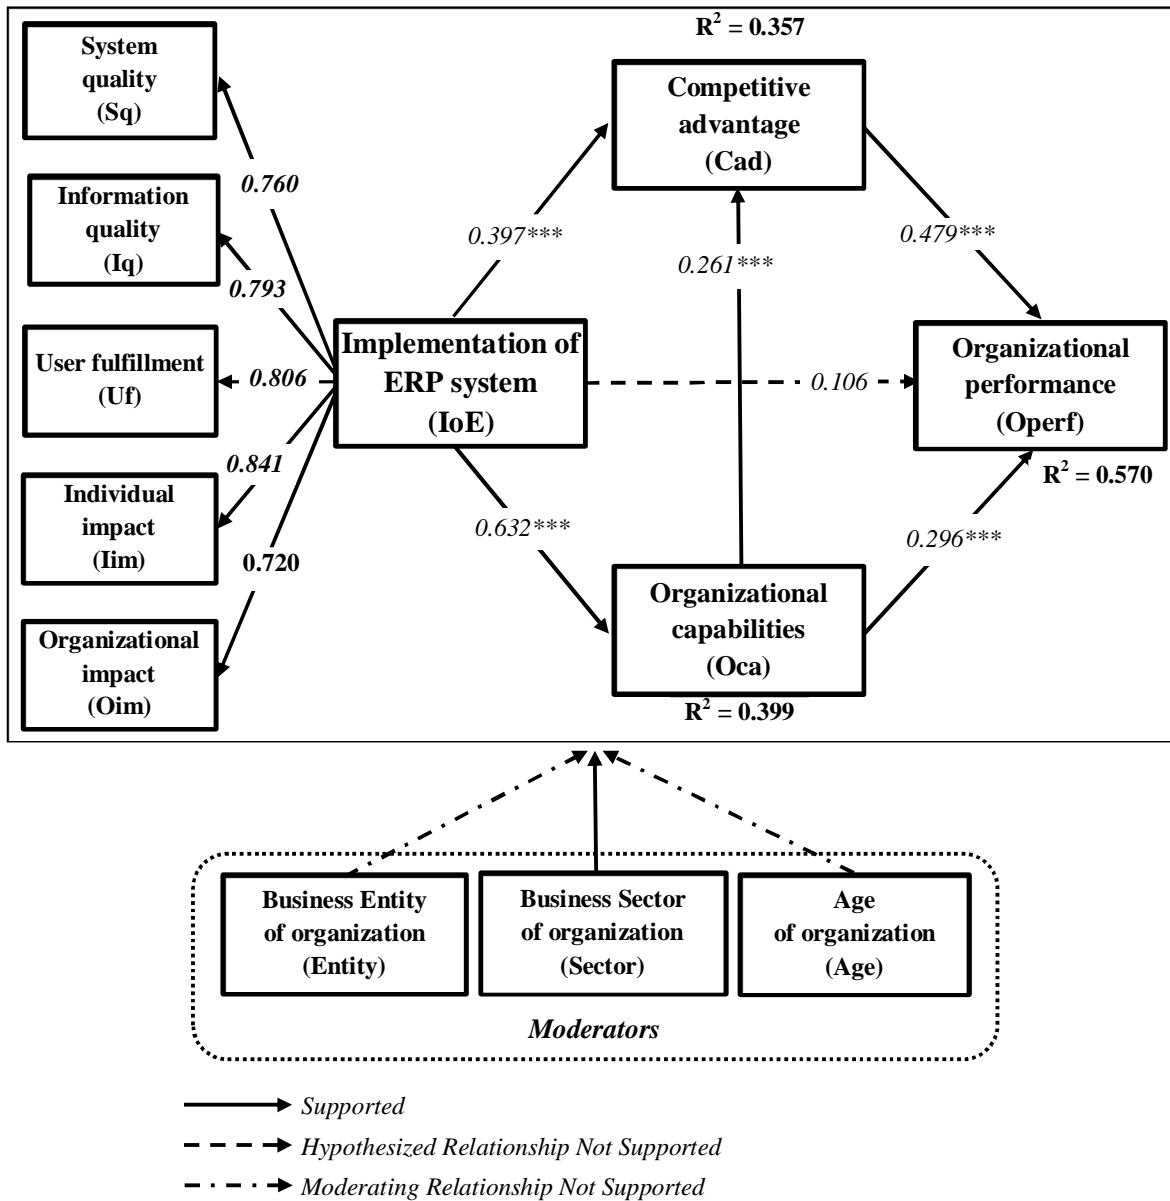 System
quality
(Sq)
Information
quality
(Iq)
User fulfillment
(Uf)
Individual
impact
(Iim)
Organizational
impact
(Oim)
0.760
0.793
0.806
0.841
0.720
Implementation of
ERP system
(IoE)
0.397***
0.632***
R² = 0.357
Competitive
advantage
(Cad)
0.261***
0.106
Organizational
capabilities
(Oca)
R² = 0.399
0.479***
0.296***
Organizational
performance
(Operf)
R² = 0.570
Business Entity
of organization
(Entity)
Business Sector
of organization
(Sector)
Age
of organization
(Age)
Moderators
Supported
Hypothesized Relationship Not Supported
Moderating Relationship Not Supported